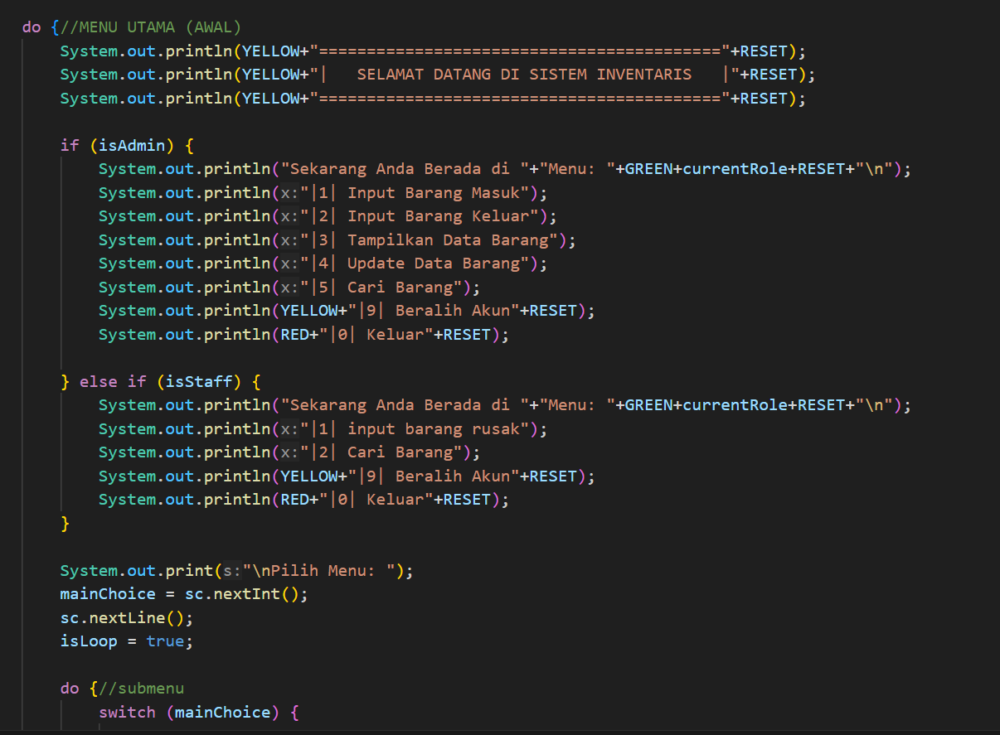 do {//MENU UTAMA (AWAL)
    System.out.println(YELLOW+"=========================================="+RESET);
    System.out.println(YELLOW+"|   SELAMAT DATANG DI SISTEM INVENTARIS   |"+RESET);
    System.out.println(YELLOW+"=========================================="+RESET);

    if (isAdmin) {
        System.out.println("Sekarang Anda Berada di "+"Menu: "+GREEN+currentRole+RESET+"\n");
        System.out.println(x:"|1| Input Barang Masuk");
        System.out.println(x:"|2| Input Barang Keluar");
        System.out.println(x:"|3| Tampilkan Data Barang");
        System.out.println(x:"|4| Update Data Barang");
        System.out.println(x:"|5| Cari Barang");
        System.out.println(YELLOW+"|9| Beralih Akun"+RESET);
        System.out.println(RED+"|0| Keluar"+RESET);

    } else if (isStaff) {
        System.out.println("Sekarang Anda Berada di "+"Menu: "+GREEN+currentRole+RESET+"\n");
        System.out.println(x:"|1| input barang rusak");
        System.out.println(x:"|2| Cari Barang");
        System.out.println(YELLOW+"|9| Beralih Akun"+RESET);
        System.out.println(RED+"|0| Keluar"+RESET);
    }

    System.out.print(s:"\nPilih Menu: ");
    mainChoice = sc.nextInt();
    sc.nextLine();
    isLoop = true;

    do {//submenu
        switch (mainChoice) {